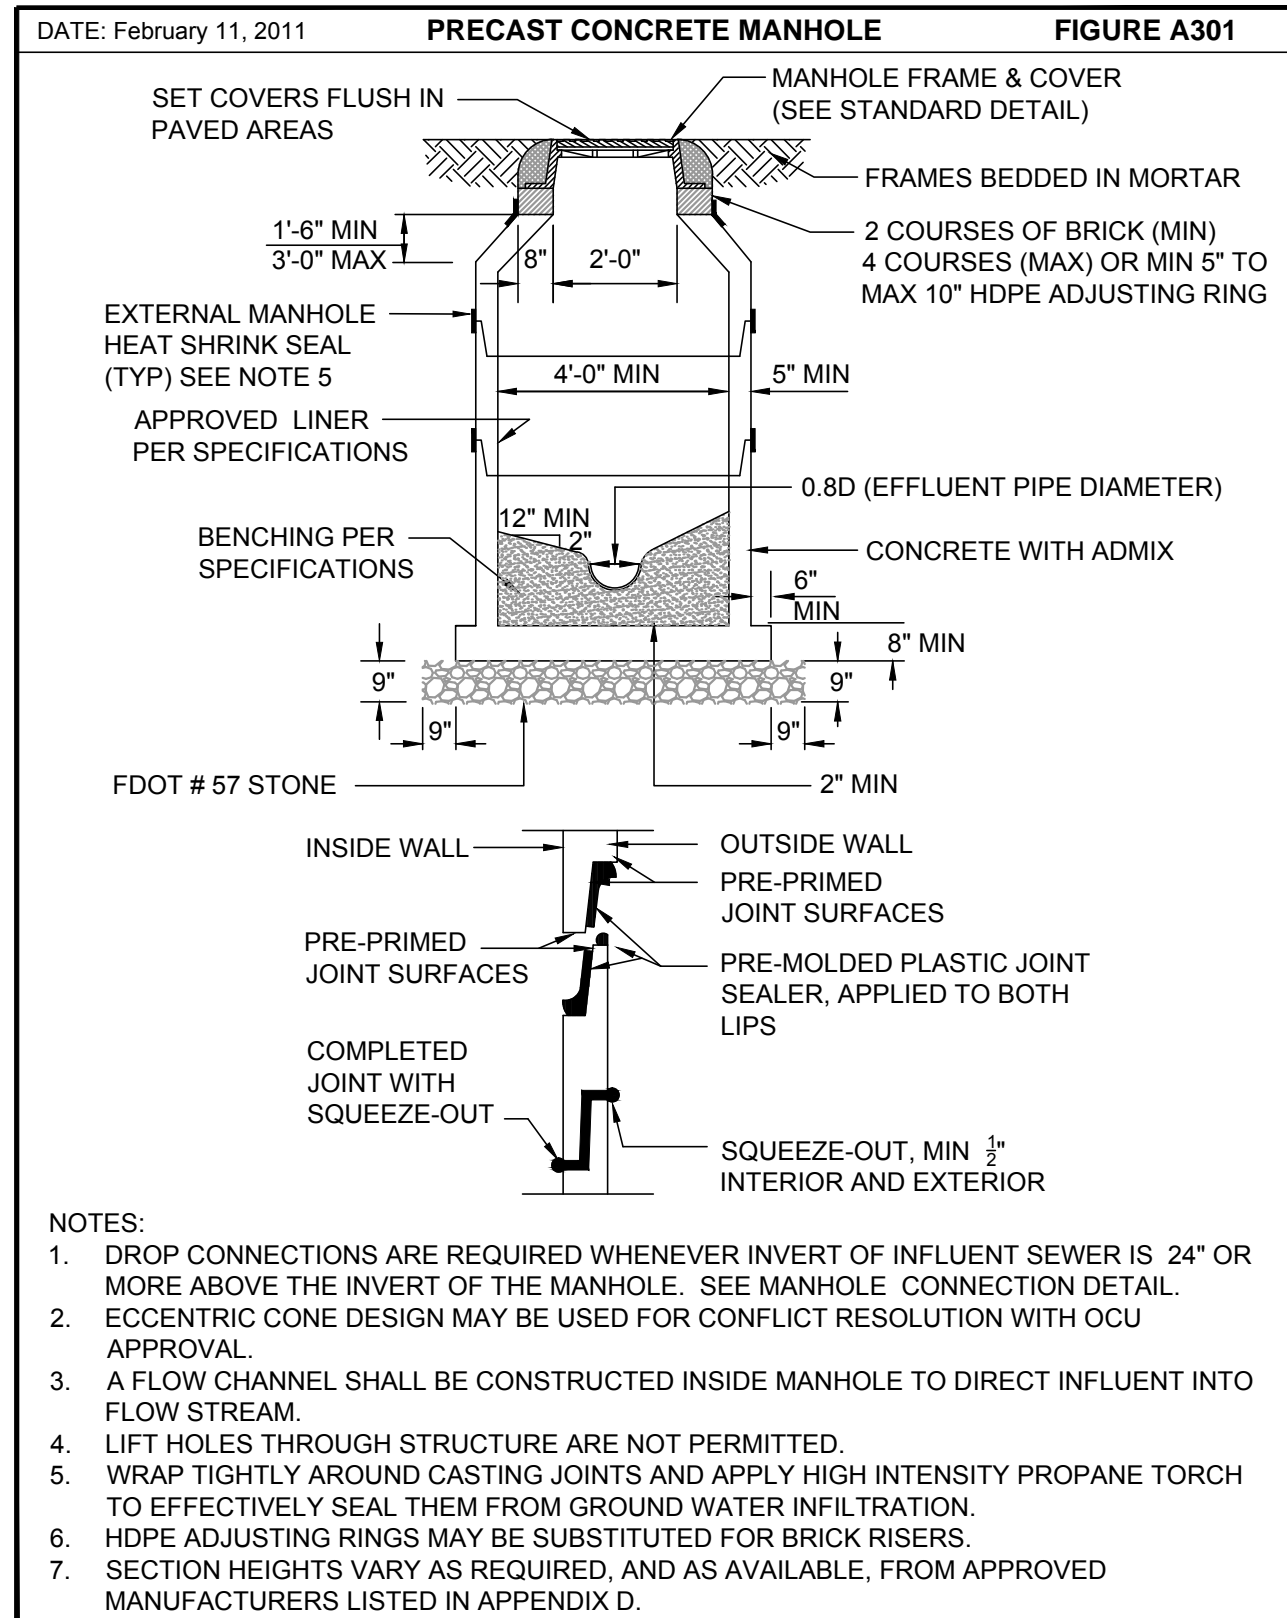 DATE: February 11, 2011 PRECAST CONCRETE MANHOLE FIGURE A301
SET COVERS FLUSH IN
PAVED AREAS
MANHOLE FRAME & COVER
(SEE STANDARD DETAIL)
FRAMES BEDDED IN MORTAR
2 COURSES OF BRICK (MIN)
4 COURSES (MAX) OR MIN 5" TO
MAX 10" HDPE ADJUSTING RING
1'-6" MIN
3'-0" MAX
8"
2'-0"
EXTERNAL MANHOLE
HEAT SHRINK SEAL
(TYP) SEE NOTE 5
4'-0" MIN
5" MIN
APPROVED LINER
PER SPECIFICATIONS
0.8D (EFFLUENT PIPE DIAMETER)
12" MIN
2"
BENCHING PER
SPECIFICATIONS
CONCRETE WITH ADMIX
6"
MIN
8" MIN
9"
9"
9"
9"
FDOT # 57 STONE
2" MIN
INSIDE WALL
OUTSIDE WALL
PRE-PRIMED
JOINT SURFACES
PRE-PRIMED
JOINT SURFACES
PRE-MOLDED PLASTIC JOINT
SEALER, APPLIED TO BOTH
LIPS
COMPLETED
JOINT WITH
SQUEEZE-OUT
SQUEEZE-OUT, MIN 1/2"
INTERIOR AND EXTERIOR
NOTES:
1. DROP CONNECTIONS ARE REQUIRED WHENEVER INVERT OF INFLUENT SEWER IS 24" OR
MORE ABOVE THE INVERT OF THE MANHOLE. SEE MANHOLE CONNECTION DETAIL.
2. ECCENTRIC CONE DESIGN MAY BE USED FOR CONFLICT RESOLUTION WITH OCU
APPROVAL.
3. A FLOW CHANNEL SHALL BE CONSTRUCTED INSIDE MANHOLE TO DIRECT INFLUENT INTO
FLOW STREAM.
4. LIFT HOLES THROUGH STRUCTURE ARE NOT PERMITTED.
5. WRAP TIGHTLY AROUND CASTING JOINTS AND APPLY HIGH INTENSITY PROPANE TORCH
TO EFFECTIVELY SEAL THEM FROM GROUND WATER INFILTRATION.
6. HDPE ADJUSTING RINGS MAY BE SUBSTITUTED FOR BRICK RISERS.
7. SECTION HEIGHTS VARY AS REQUIRED, AND AS AVAILABLE, FROM APPROVED
MANUFACTURERS LISTED IN APPENDIX D.